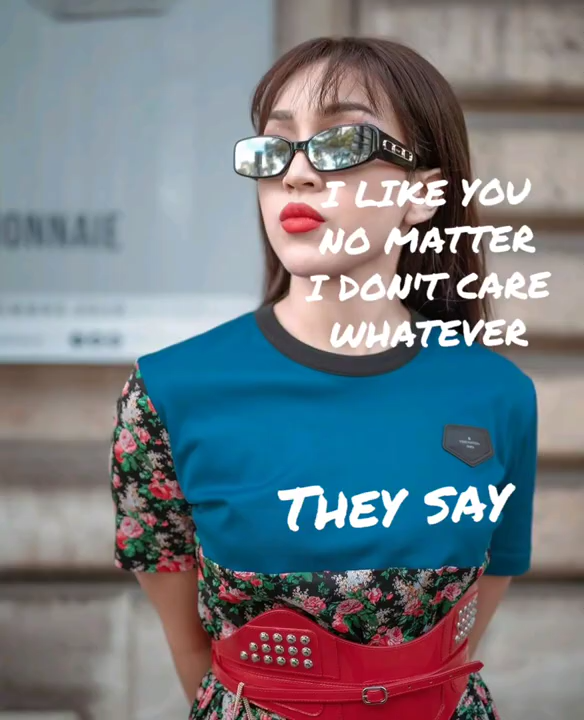 ONNAIE
I LIKE YOU
NO MATTER
I DON'T CARE
WHATEVER
THEY SAY